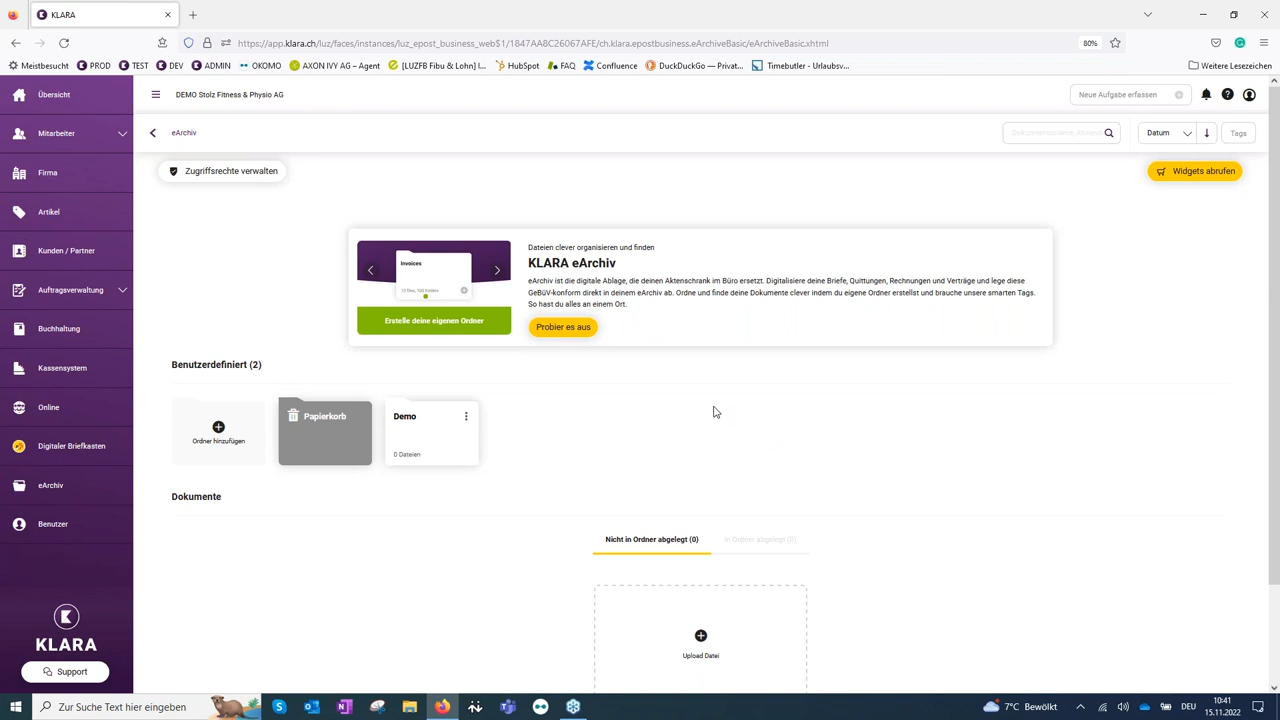 KLARA
https://app.klara.ch/luz/faces/instances/luz_epost_business_web$1.1/847AA8C26067AFE/ch.klara.epostbusiness.eArchiveBasic/eArchiveBasic.xhtml
80%
Meistbesucht
PROD
TEST
DEV
ADMIN
OKOMO
AXON IVY AG – Agent
[LUZFB Fibu & Lohn] I...
HubSpot
FAQ
Confluence
DuckDuckGo — Privat...
Timebutler - Urlaubsv...
Weitere Lesezeichen
Übersicht
DEMO Stolz Fitness & Physio AG
Neue Aufgabe erfassen
Mitarbeiter
eArchiv
Datum
Tags
Firma
Zugriffsrechte verwalten
Widgets abrufen
Artikel
Kunden / Partner
Auftragsverwaltung
Buchhaltung
Kassensystem
Online
Digitaler Briefkasten
eArchiv
Benutzer
Invoices
Erstelle deine eigenen Ordner
Dateien clever organisieren und finden
KLARA eArchiv
eArchiv ist die digitale Ablage, die deinen Aktenschrank im Büro ersetzt. Digitalisiere deine Briefe, Quittungen, Rechnungen und Verträge und lege diese
GeBüV-konform direkt in deinem eArchiv ab. Ordne und finde deine Dokumente clever indem du eigene Ordner erstellst und brauche unsere smarten Tags.
So hast du alles an einem Ort.
Probier es aus
Benutzerdefiniert (2)
Ordner hinzufügen
Papierkorb
Demo
0 Dateien
Dokumente
Nicht in Ordner abgelegt (0)
In Ordner abgelegt (0)
Upload Datei
KLARA
Support
Zur Suche Text hier eingeben
7°C Bewölkt
DEU
10:41
15.11.2022